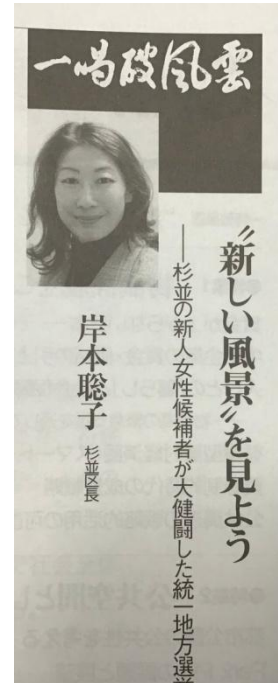 一喝破風雲
〝新しい風景〟を見よう
──杉並の新人女性候補者が大健闘した統一地方選挙
岸本聡子 杉並区長